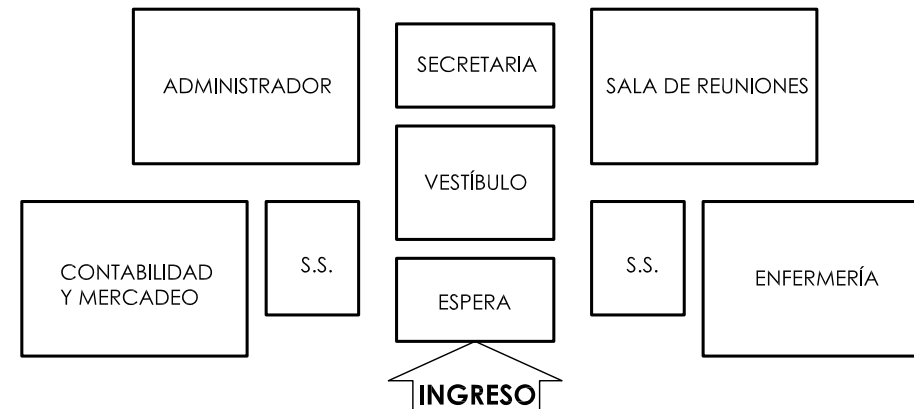 ADMINISTRADOR
SECRETARIA
SALA DE REUNIONES
VESTÍBULO
CONTABILIDAD
Y MERCADEO
S.S.
ESPERA
S.S.
ENFERMERÍA
INGRESO